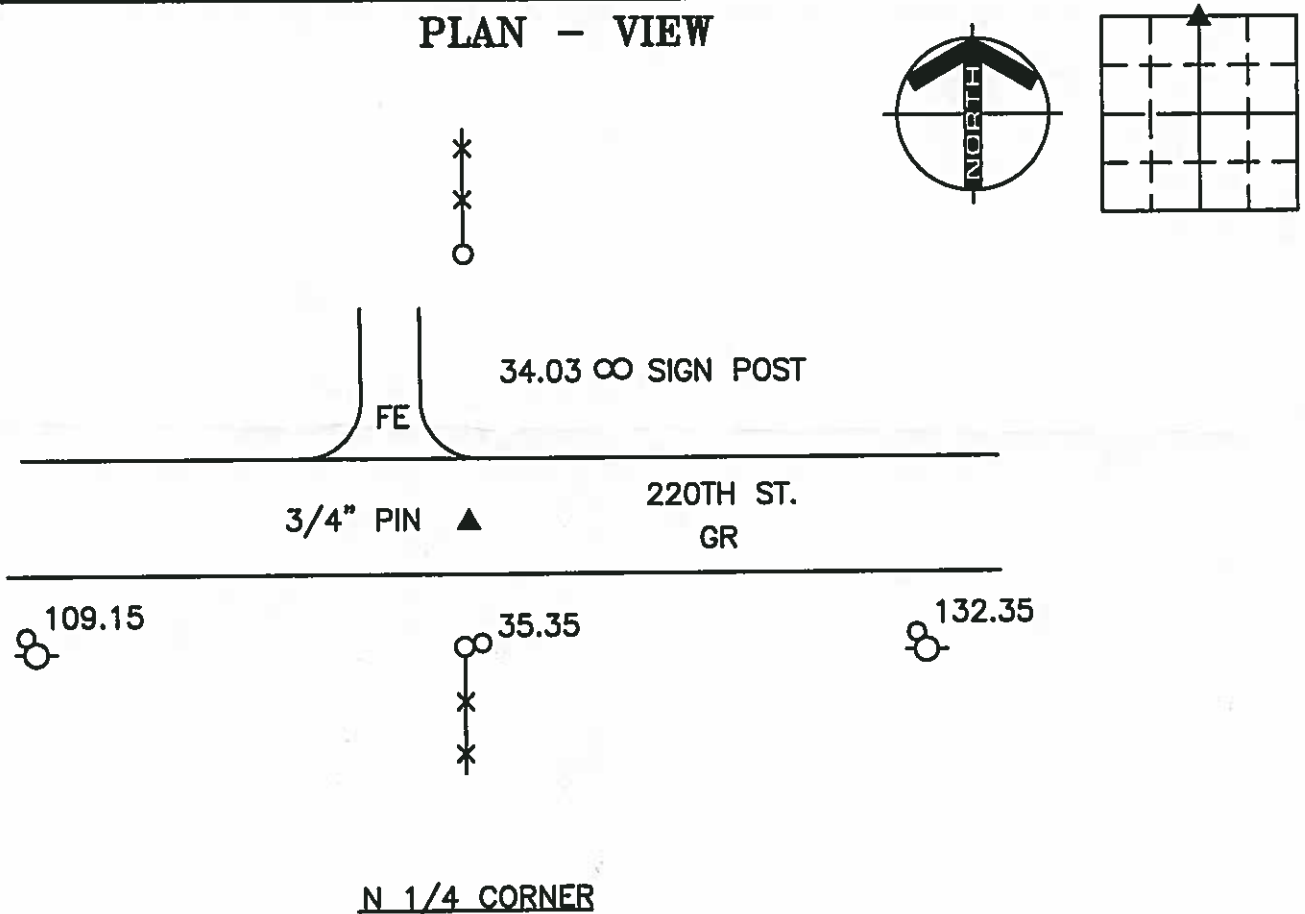 PLAN - VIEW
NORTH
34.03 SIGN POST
FE
220TH ST.
3/4" PIN
GR
109.15
35.35
132.35
N 1/4 CORNER